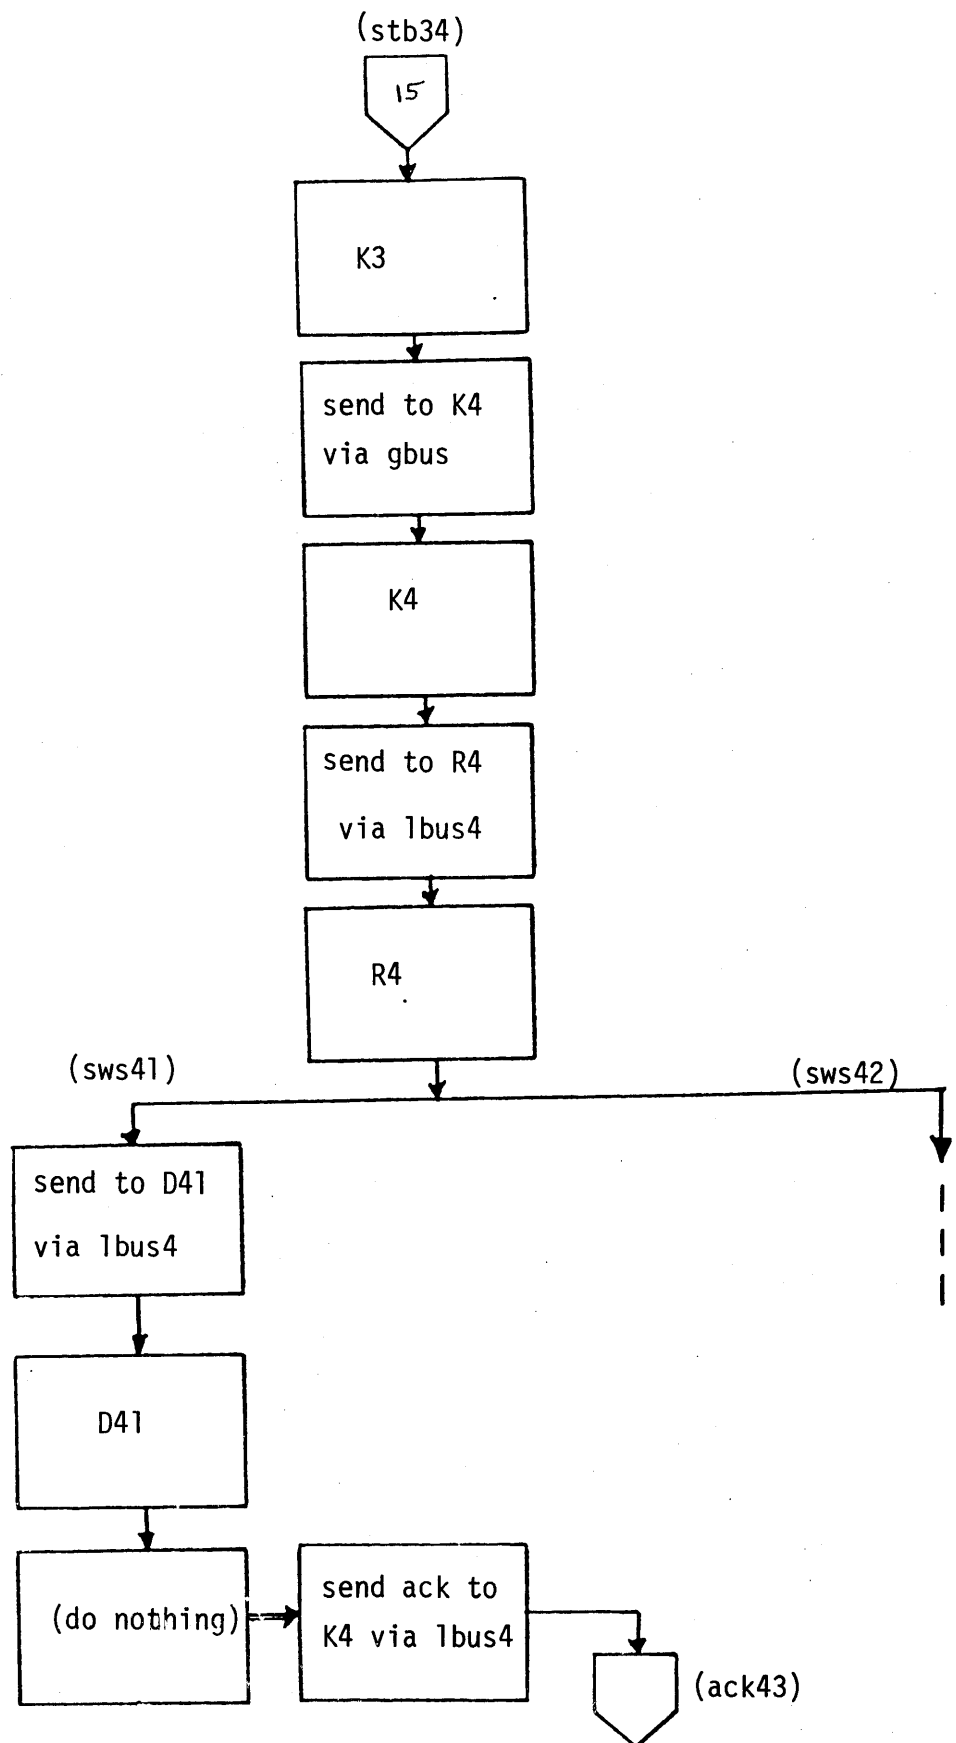 (stb34)
15
K3
send to K4
via gbus
K4
send to R4
via lbus4
R4
(sws41)
(sws42)
send to D41
via lbus4
D41
(do nothing)
send ack to
K4 via lbus4
(ack43)